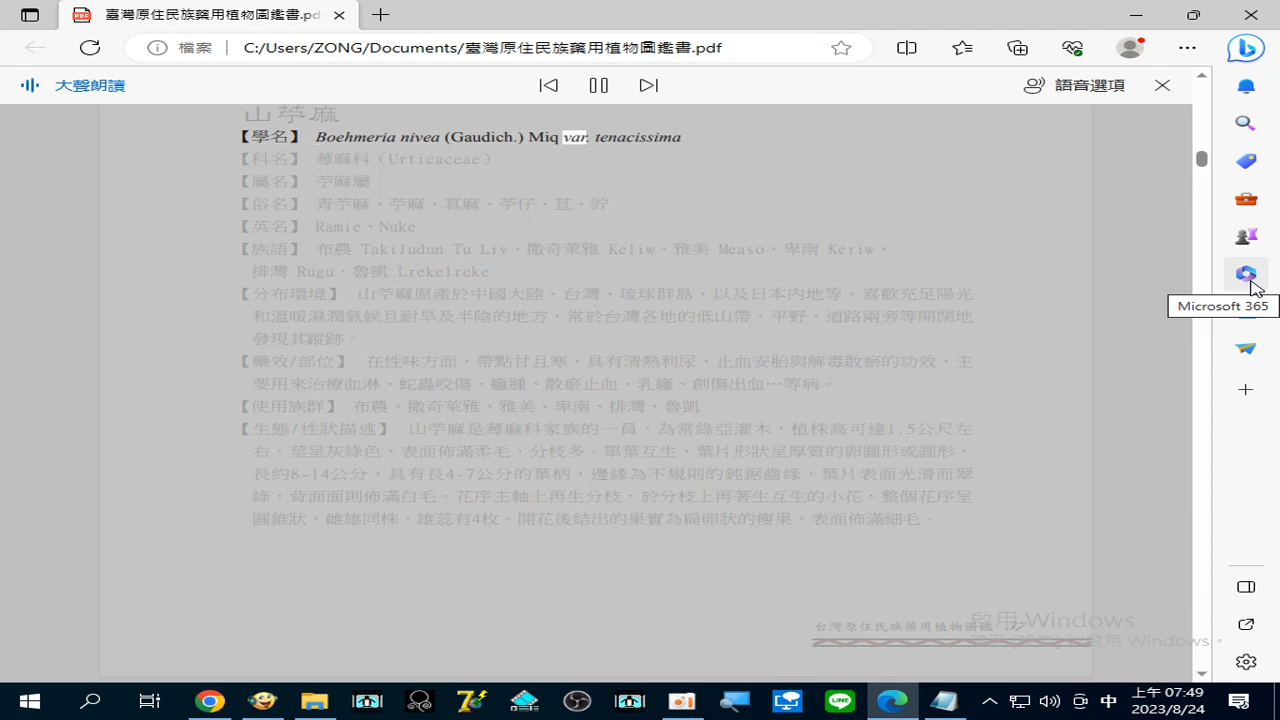 臺灣原住民族藥用植物圖鑑書.pdf
檔案 C:/Users/ZONG/Documents/臺灣原住民族藥用植物圖鑑書.pdf
大聲朗讀
語音選項
山苧麻
【學名】 Boehmeria nivea (Gaudich.) Miq var. tenacissima
【科名】 蕁麻科（Urticaceae）
【屬名】 苧麻屬
【俗名】 青苧麻、苧麻、真麻、苧仔、苴、紵
【英名】 Ramie、Nuke
【族語】 布農 Takiludun Tu Liv、撒奇萊雅 Keliw、雅美 Measo、卑南 Keriw、
排灣 Rugu、魯凱 Lrekelreke
【分布環境】 山苧麻原產於中國大陸、台灣、琉球群島、以及日本內地等。喜歡充足陽光
和溫暖濕潤氣候且耐旱及半陰的地方，常於台灣各地的低山帶、平野、道路兩旁等開闊地
發現其蹤跡。
【藥效/部位】 在性味方面，帶點甘且寒，具有清熱利尿、止血安胎與解毒散瘀的功效，主
要用來治療血淋、蛇蟲咬傷、癰腫，散瘀止血、乳癰、創傷出血…等病。
【使用族群】 布農、撒奇萊雅、雅美、卑南、排灣、魯凱
【生態/性狀描述】 山苧麻是蕁麻科家族的一員，為常綠亞灌木，植株高可達1.5公尺左
右，莖呈灰綠色，表面佈滿柔毛，分枝多。單葉互生，葉片形狀呈厚質的卵圓形或圓形，
長約8-14公分，具有長4-7公分的葉柄，邊緣為不規則的鈍鋸齒緣，葉片表面光滑而翠
綠，背面面則佈滿白毛。花序主軸上再生分枝、於分枝上再著生互生的小花，整個花序呈
圓錐狀，雌雄同株，雄蕊有4枚。開花後結出的果實為扁卵狀的瘦果，表面佈滿細毛。
台灣原住民族藥用植物圖鑑
啟用 Windows
啟用 Windows。
Microsoft 365
中
上午 07:49
2023/8/24